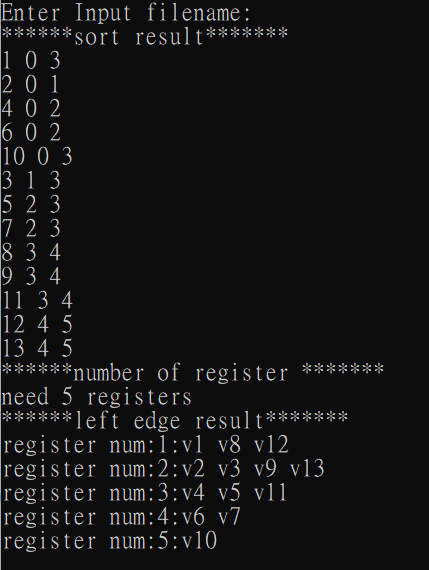 Enter Input filename:
******sort result*******
1 0 3
2 0 1
4 0 2
6 0 2
10 0 3
3 1 3
5 2 3
7 2 3
8 3 4
9 3 4
11 3 4
12 4 5
13 4 5
******number of register *******
need 5 registers
******left edge result*******
register num:1:v1 v8 v12
register num:2:v2 v3 v9 v13
register num:3:v4 v5 v11
register num:4:v6 v7
register num:5:v10